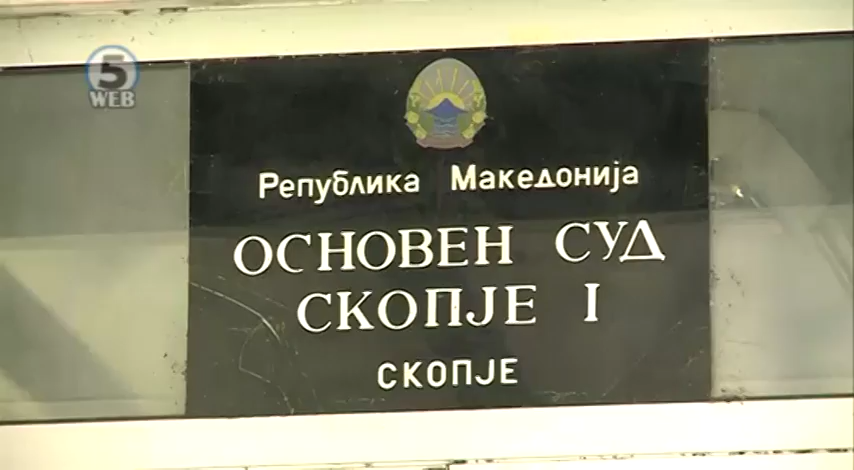 5
WEB
Република Македонија
ОСНОВЕН СУД
СКОПЈЕ I
СКОПЈЕ